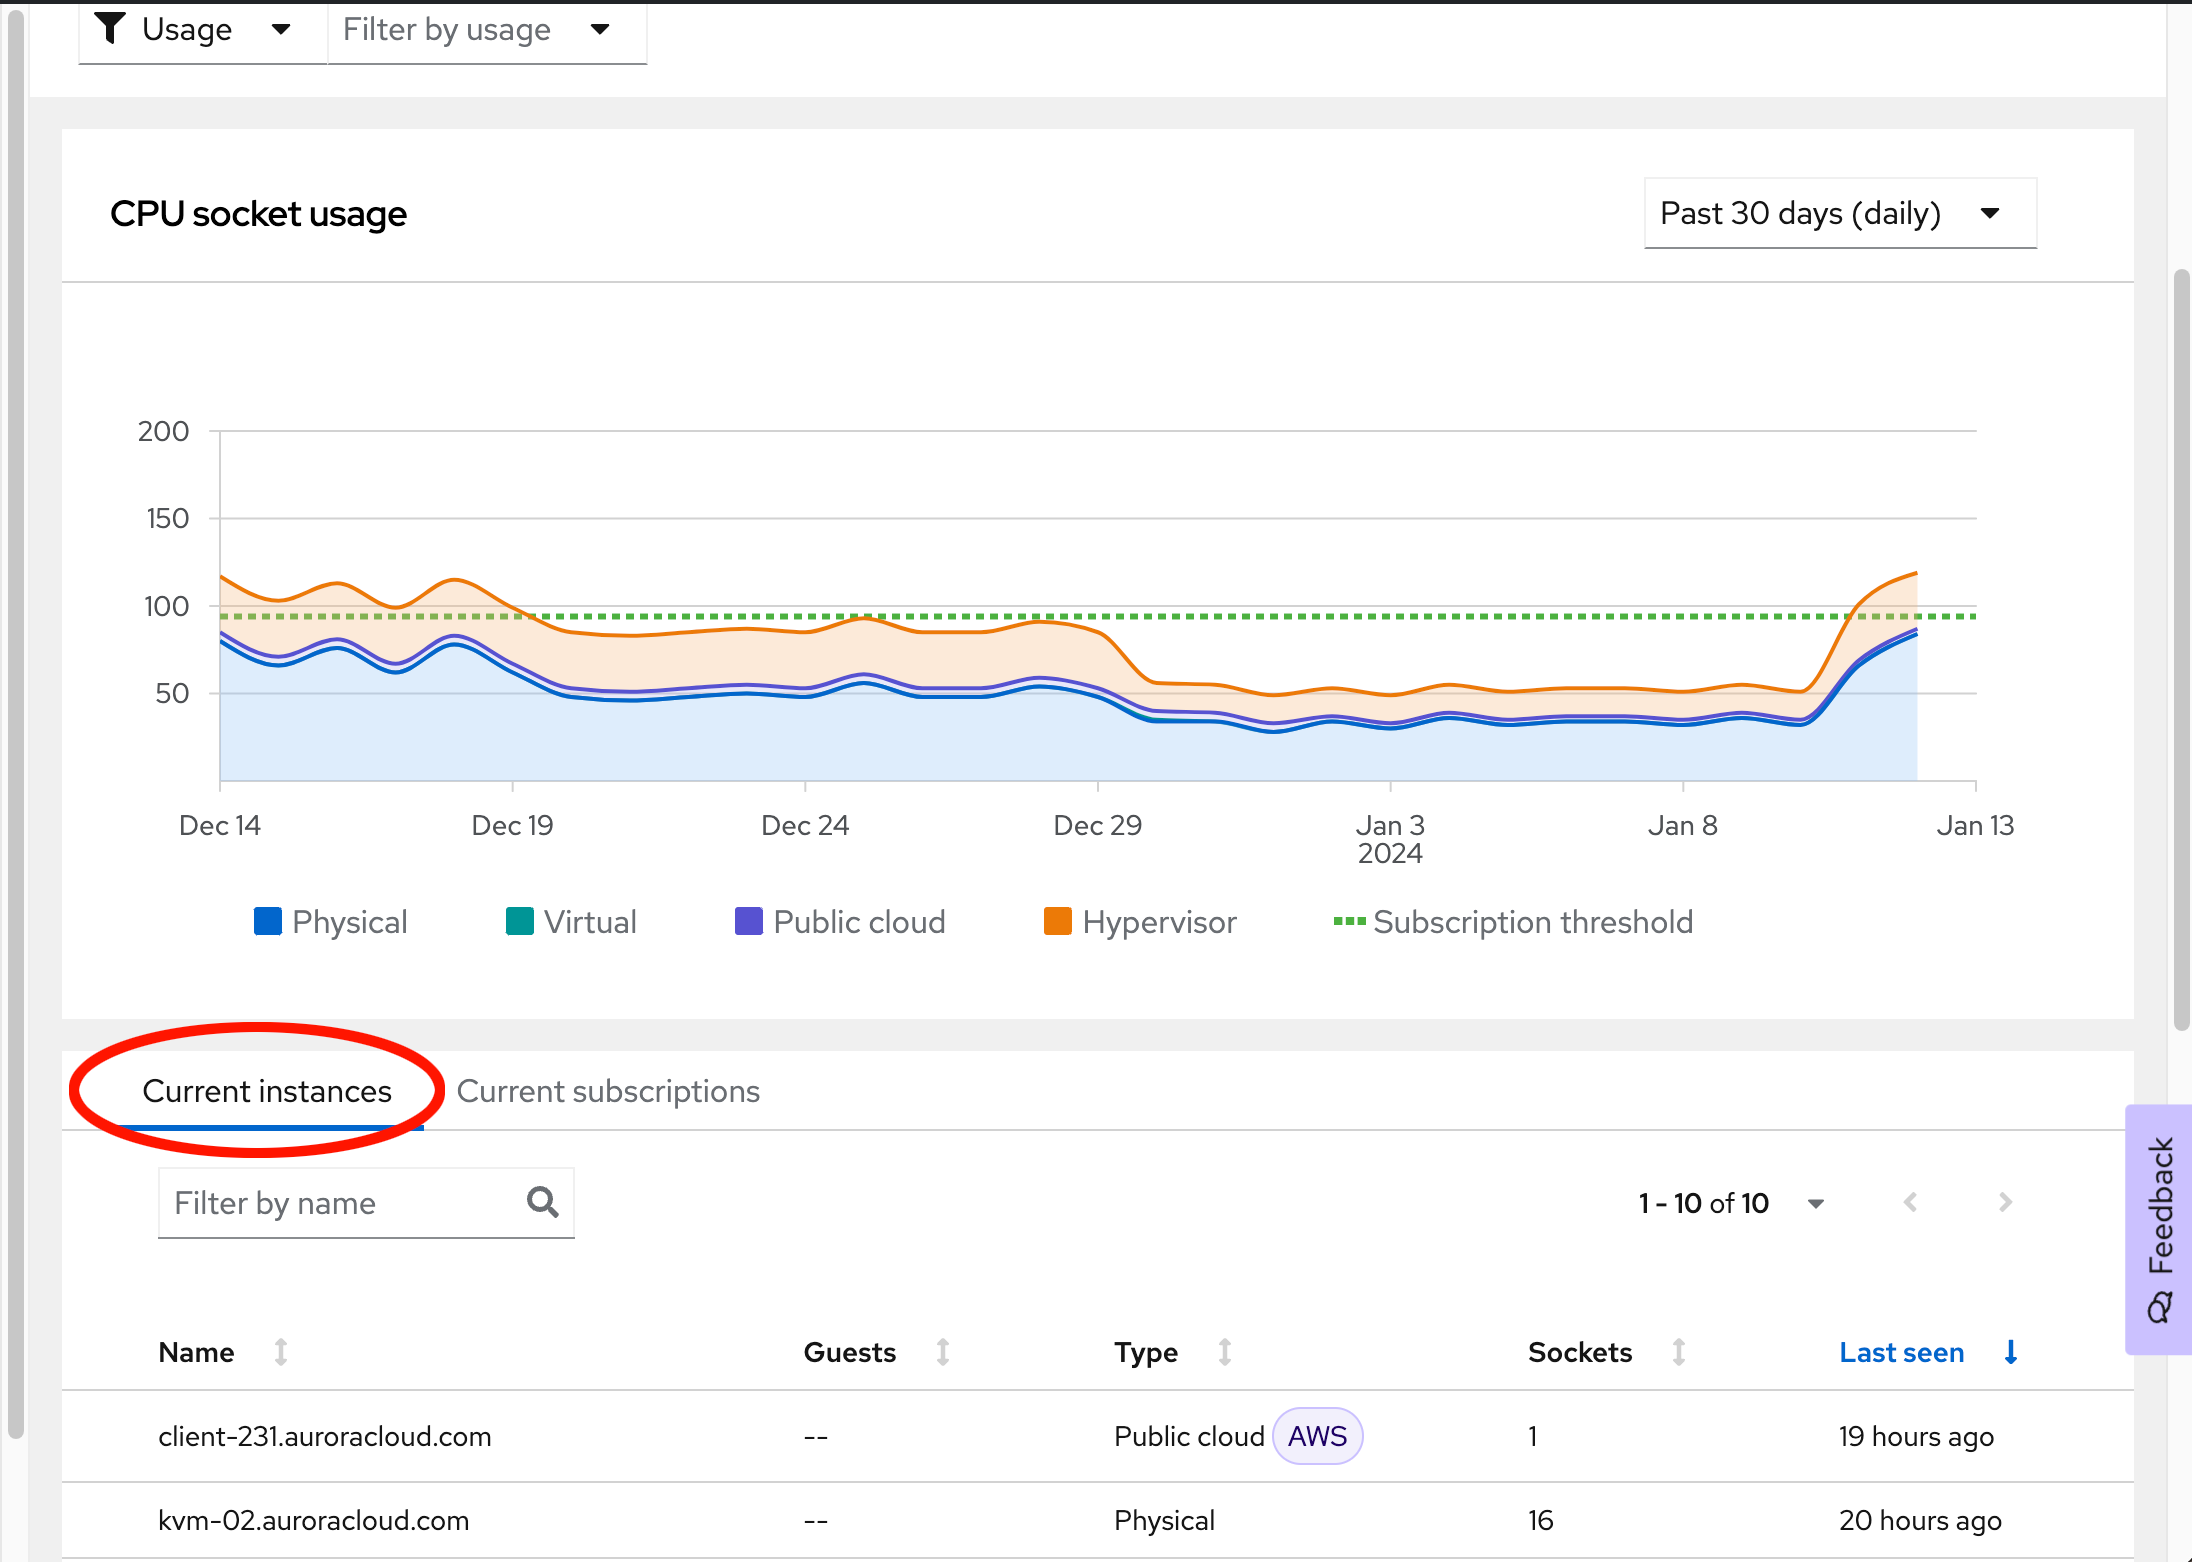 Usage Filter by usage
CPU socket usage Past 30 days (daily)
200
150
100
50
Dec 14 Dec 19 Dec 24 Dec 29 Jan 3 Jan 8 Jan 13
2024
Physical Virtual Public cloud Hypervisor Subscription threshold
Current instances Current subscriptions
Filter by name 1 - 10 of 10
Feedback
Name Guests Type Sockets Last seen
client-231.auroracloud.com -- Public cloud AWS 1 19 hours ago
kvm-02.auroracloud.com -- Physical 16 20 hours ago